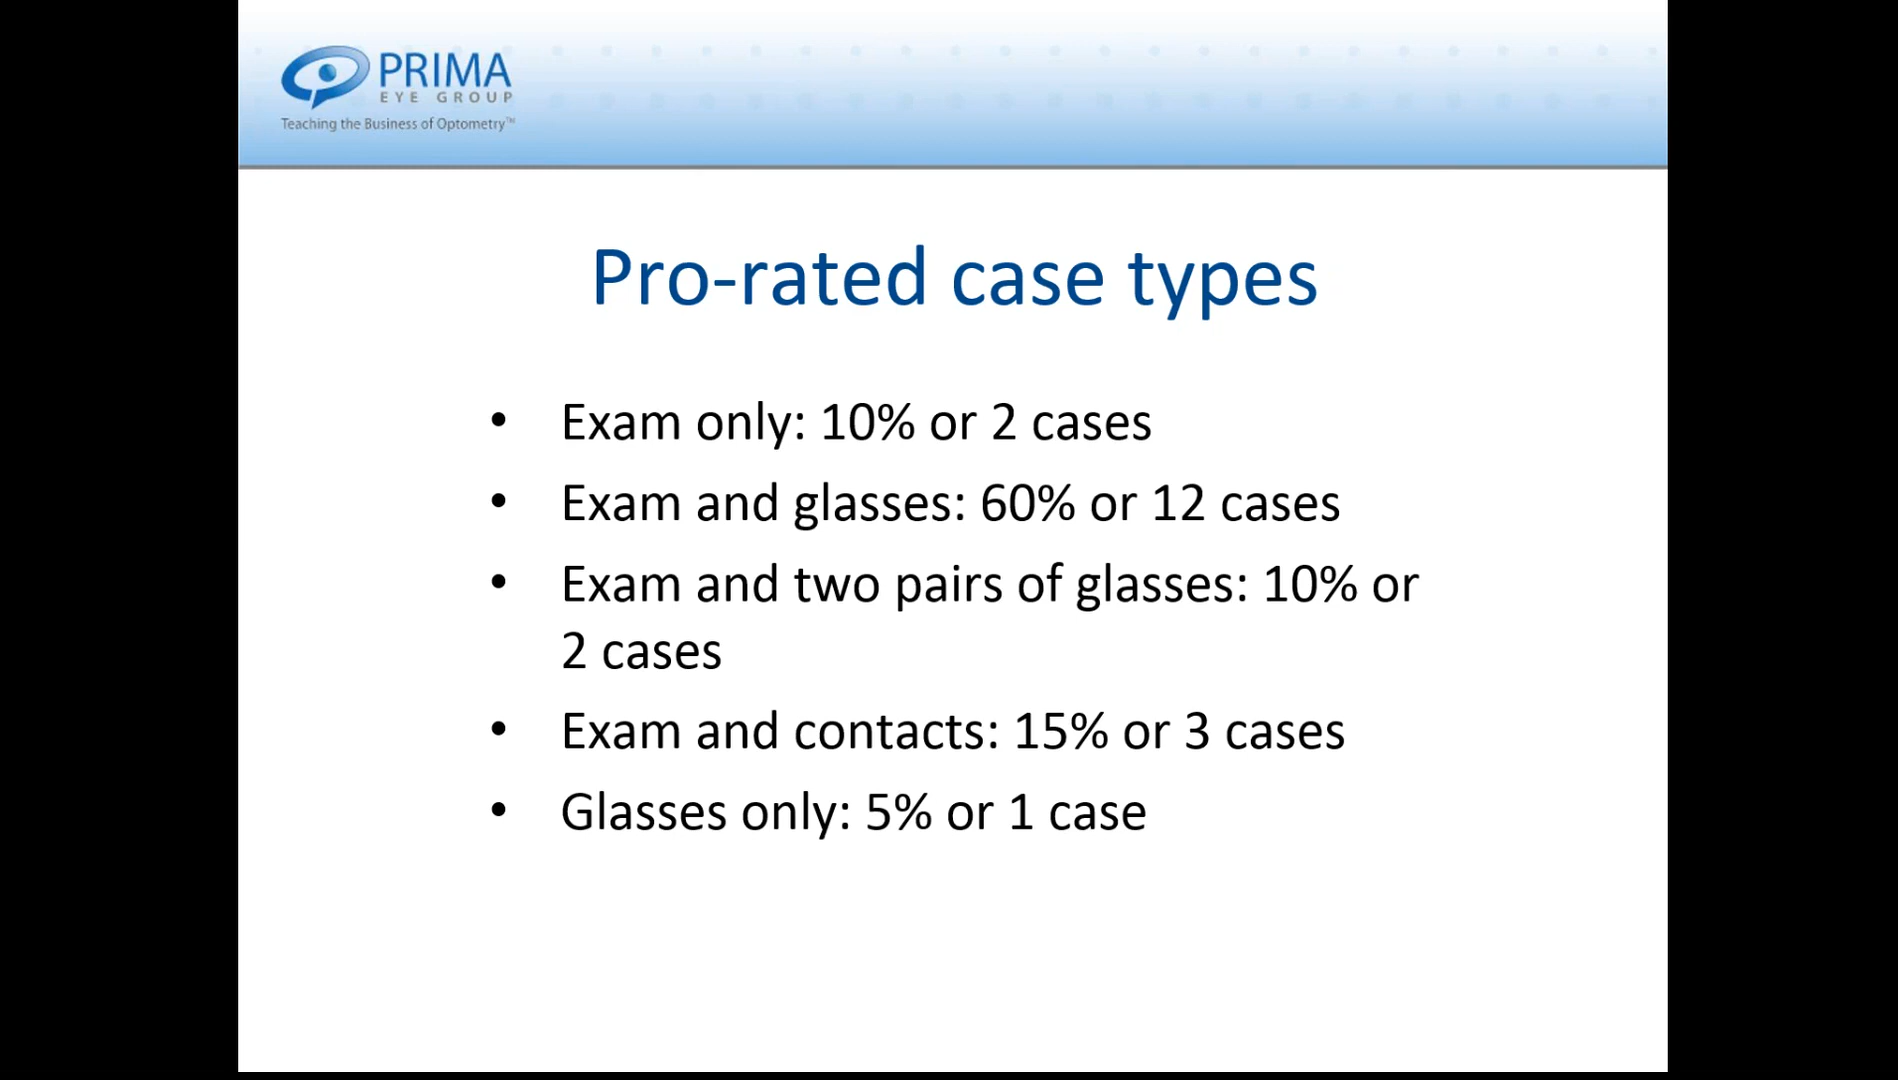 PRIMA
EYE GROUP
Teaching the Business of Optometry™
Pro-rated case types
• Exam only: 10% or 2 cases
• Exam and glasses: 60% or 12 cases
• Exam and two pairs of glasses: 10% or
2 cases
• Exam and contacts: 15% or 3 cases
• Glasses only: 5% or 1 case